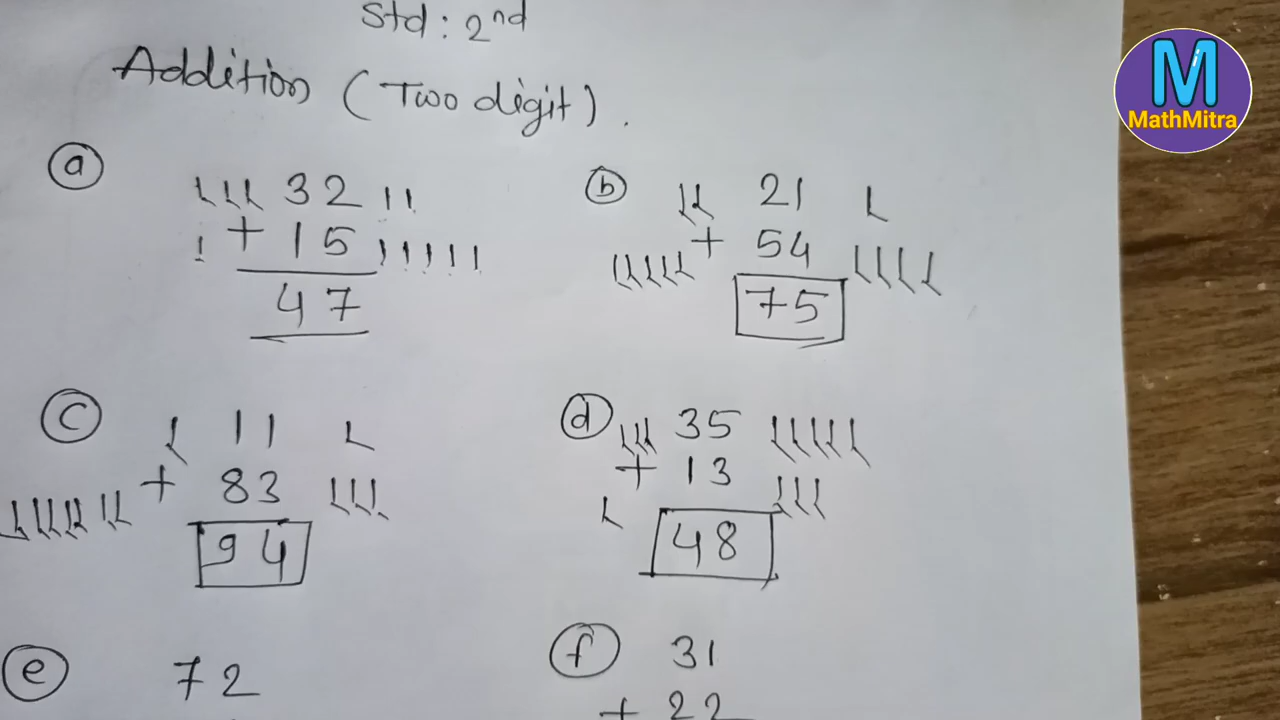 Std : 2nd
Addition (Two digit).
a
32
+ 15
47
b
21
+ 54
75
c
11
+ 83
94
d
35
+ 13
48
e
72
f
31
+ 22
M
MathMitra